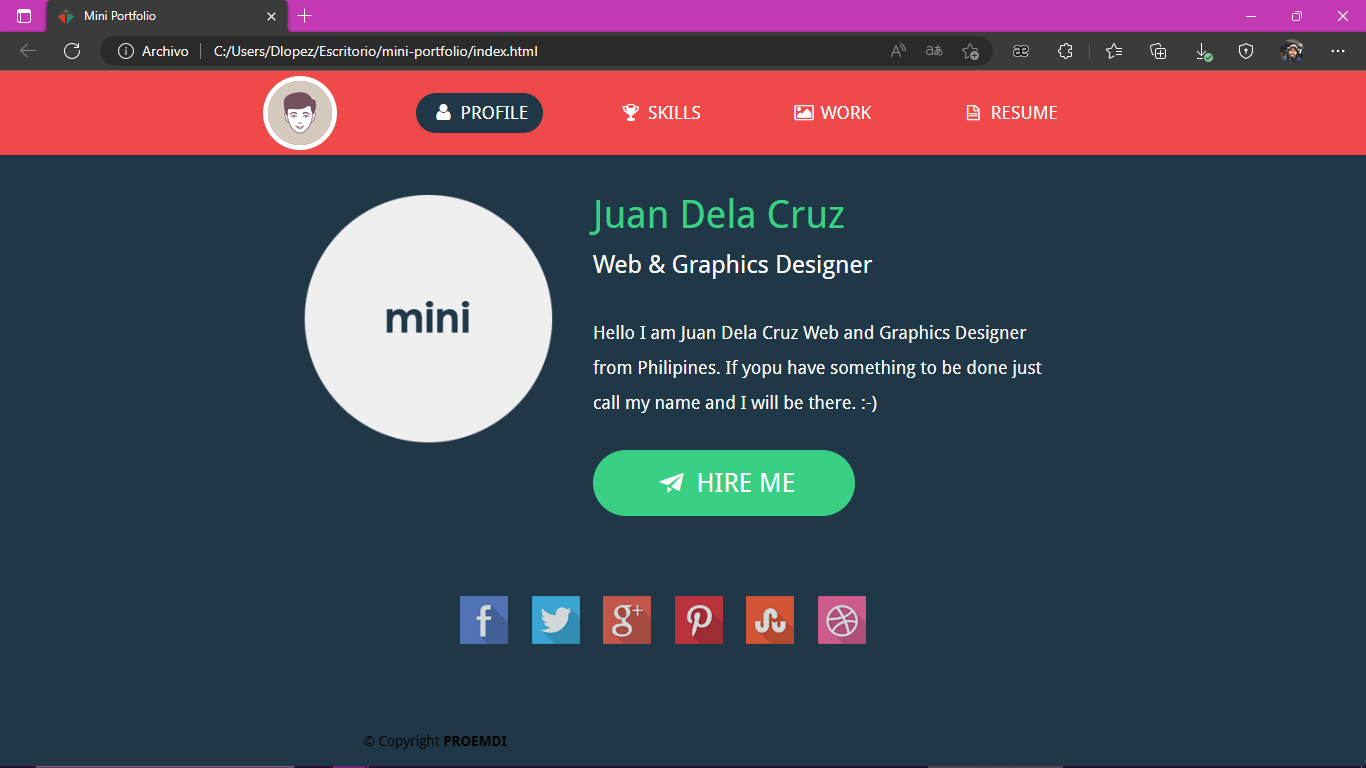 Mini Portfolio
Archivo C:/Users/Dlopez/Escritorio/mini-portfolio/index.html
PROFILE SKILLS WORK RESUME
mini
Juan Dela Cruz
Web & Graphics Designer
Hello I am Juan Dela Cruz Web and Graphics Designer
from Philipines. If yopu have something to be done just
call my name and I will be there. :-)
HIRE ME
© Copyright PROEMDI